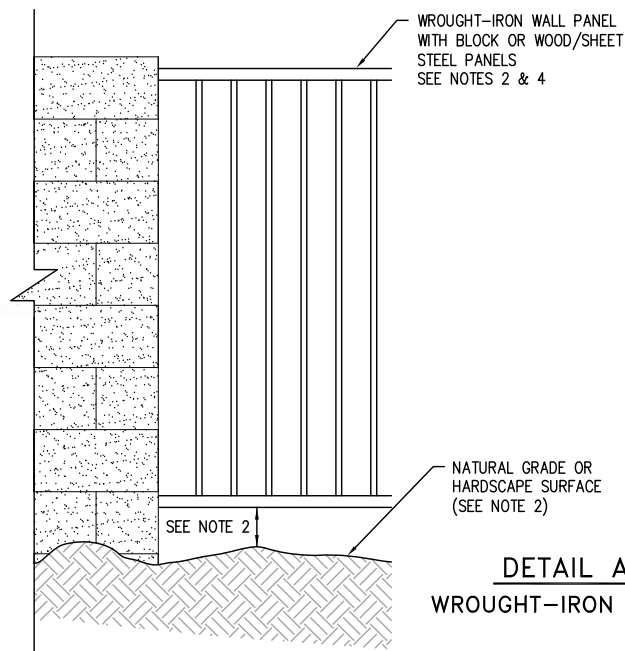 WROUGHT-IRON WALL PANEL
WITH BLOCK OR WOOD/SHEET
STEEL PANELS
SEE NOTES 2 & 4
SEE NOTE 2
NATURAL GRADE OR
HARDSCAPE SURFACE
(SEE NOTE 2)
DETAIL A
WROUGHT-IRON